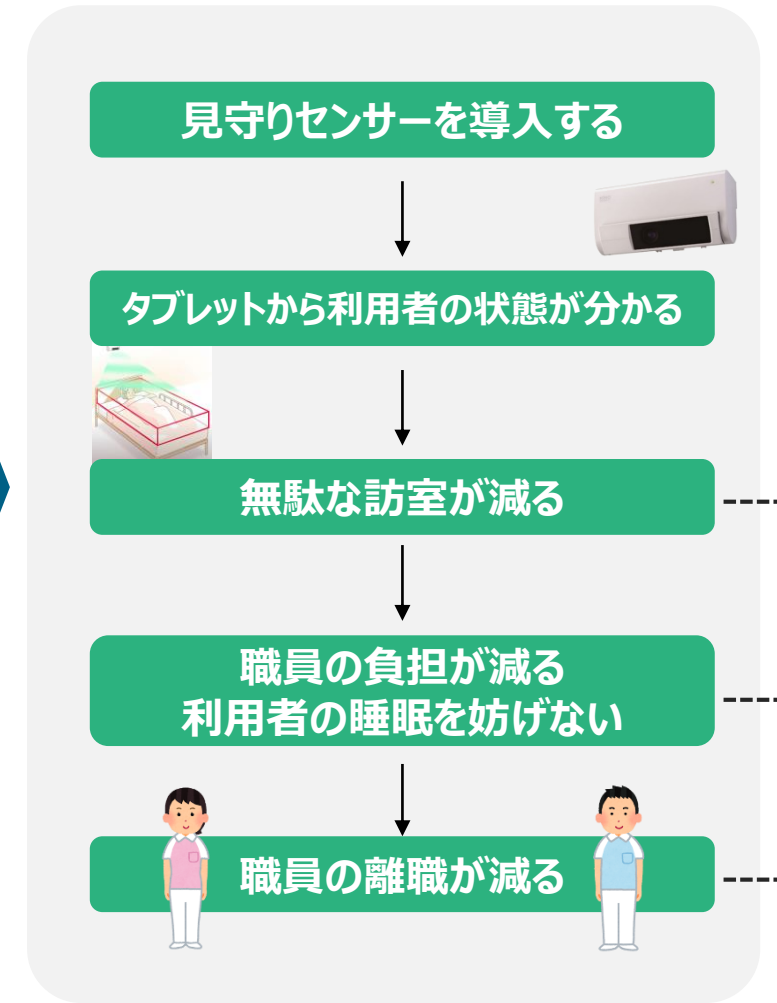 見守りセンサーを導入する
タブレットから利用者の状態が分かる
無駄な訪室が減る
職員の負担が減る
利用者の睡眠を妨げない
職員の離職が減る